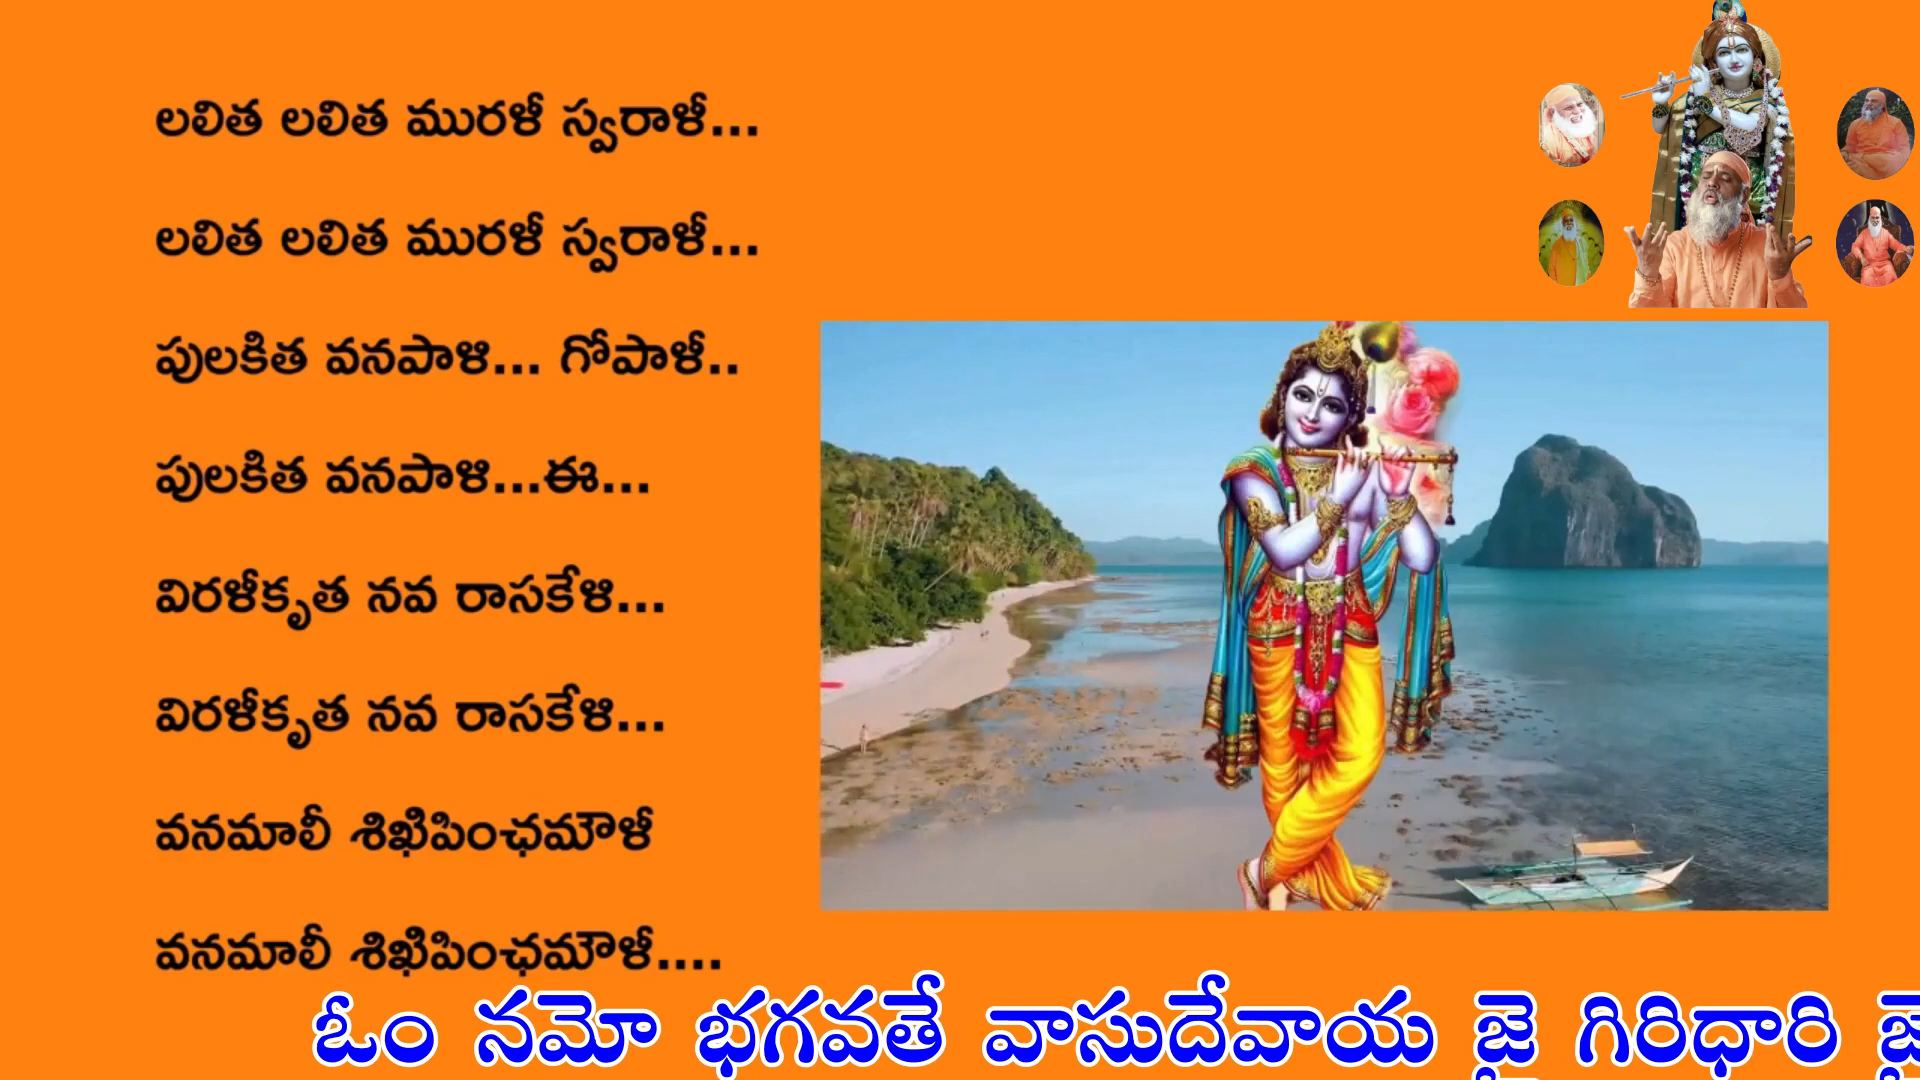 లలిత లలిత మురళీ స్వరాళీ...
లలిత లలిత మురళీ స్వరాళీ...
పులకిత వనపాళి... గోపాళీ..
పులకిత వనపాళి...ఈ...
విరళీకృత నవ రాసకేళి...
విరళీకృత నవ రాసకేళి...
వనమాలీ శిఖిపింఛమౌళీ
వనమాలీ శిఖిపింఛమౌళీ....
ఓం నమో భగవతే వాసుదేవాయ జై గిరిధారి జై